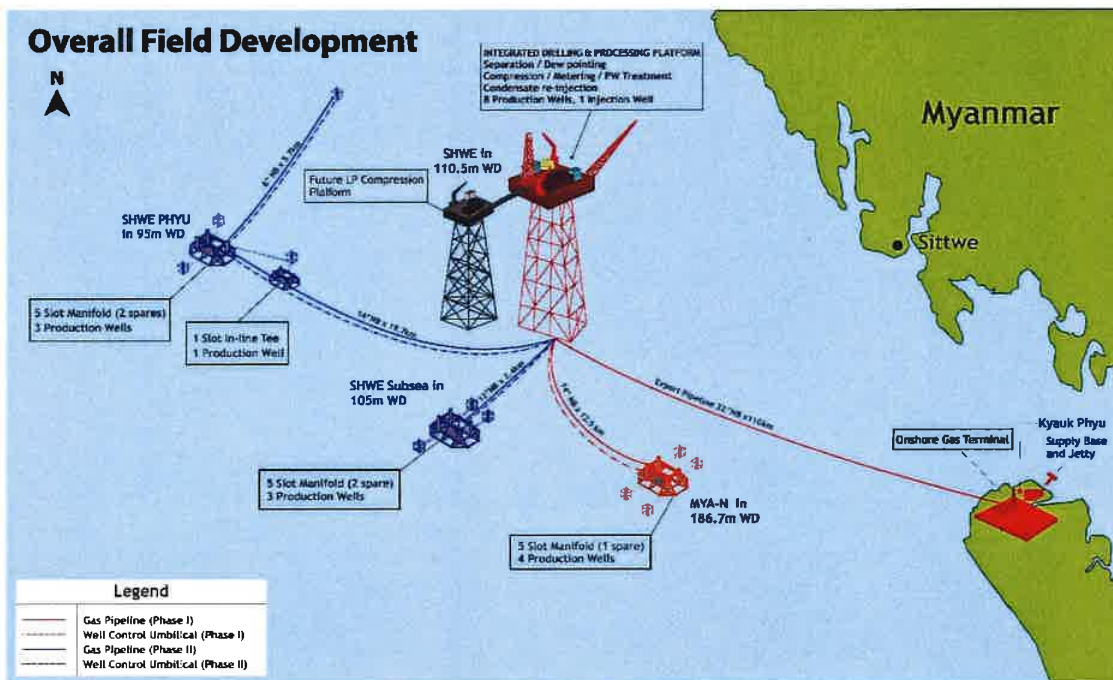 Overall Field Development
N
INTEGRATED DRILLING & PROCESSING PLATFORM
Separation / Dew pointing
Compression / Metering / PW Treatment
Condensate re-injection
8 Production Wells, 1 Injection Well
Myanmar
SHWE in
110.5m WD
Future LP Compression
Platform
SHWE PHYU
in 95m WD
Sittwe
5 Slot Manifold (2 spares)
3 Production Wells
1 Slot in-line Tee
1 Production Well
SHWE Subsea in
105m WD
Export Pipeline 32"NB x110km
Kyauk Phyu
Supply Base
and Jetty
Onshore Gas Terminal
5 Slot Manifold (2 spare)
3 Production Wells
MYA-N in
186.7m WD
5 Slot Manifold (1 spare)
4 Production Wells
Legend
Gas Pipeline (Phase I)
Well Control Umbilical (Phase I)
Gas Pipeline (Phase II)
Well Control Umbilical (Phase II)